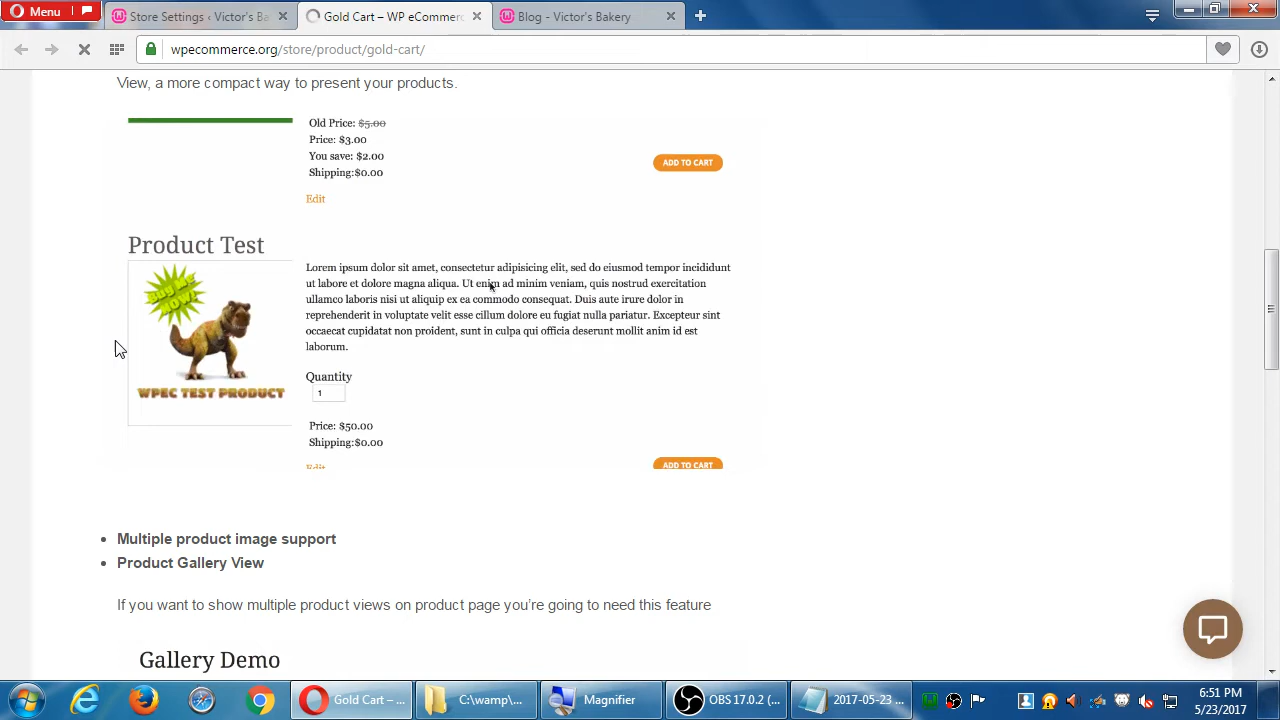 Menu
Store Settings ‹ Victor's Ba
Gold Cart – WP eCommerc
Blog - Victor's Bakery
wpecommerce.org/store/product/gold-cart/
View, a more compact way to present your products.
Old Price: $5.00
Price: $3.00
You save: $2.00
Shipping:$0.00
ADD TO CART
Edit
Product Test
BUY ME NOW!
WPEC TEST PRODUCT
Lorem ipsum dolor sit amet, consectetur adipisicing elit, sed do eiusmod tempor incididunt
ut labore et dolore magna aliqua. Ut enim ad minim veniam, quis nostrud exercitation
ullamco laboris nisi ut aliquip ex ea commodo consequat. Duis aute irure dolor in
reprehenderit in voluptate velit esse cillum dolore eu fugiat nulla pariatur. Excepteur sint
occaecat cupidatat non proident, sunt in culpa qui officia deserunt mollit anim id est
laborum.
Quantity
1
Price: $50.00
Shipping:$0.00
ADD TO CART
• Multiple product image support
• Product Gallery View
If you want to show multiple product views on product page you're going to need this feature
Gallery Demo
Gold Cart – ...
C:\wamp\...
Magnifier
OBS 17.0.2 (...
2017-05-23 ...
6:51 PM
5/23/2017